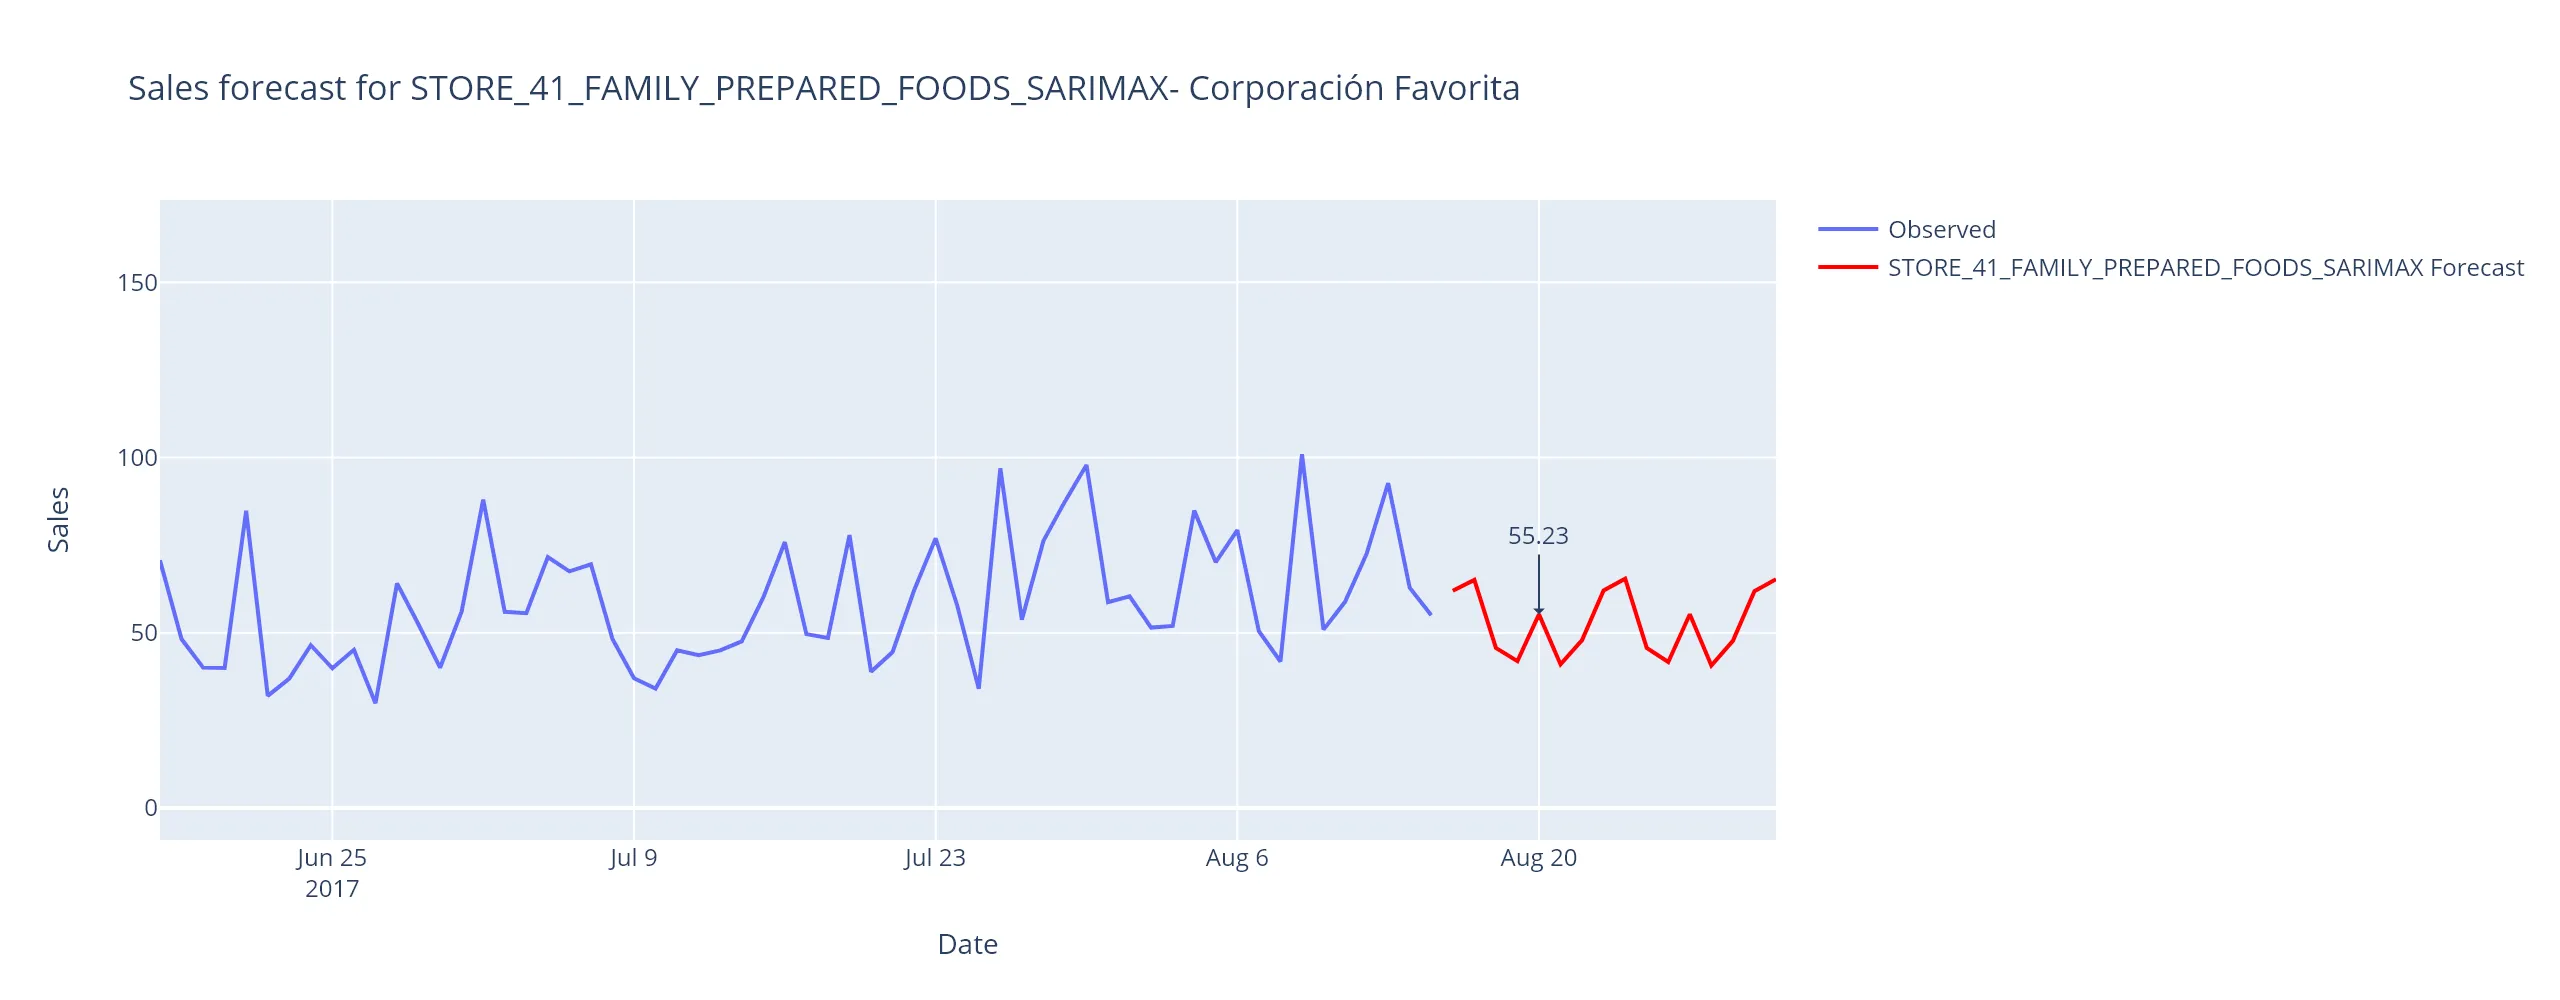 Sales forecast for STORE_41_FAMILY_PREPARED_FOODS_SARIMAX- Corporación Favorita
Observed
STORE_41_FAMILY_PREPARED_FOODS_SARIMAX Forecast
150
100
50
0
Sales
55.23
Jun 25
2017
Jul 9
Jul 23
Aug 6
Aug 20
Date